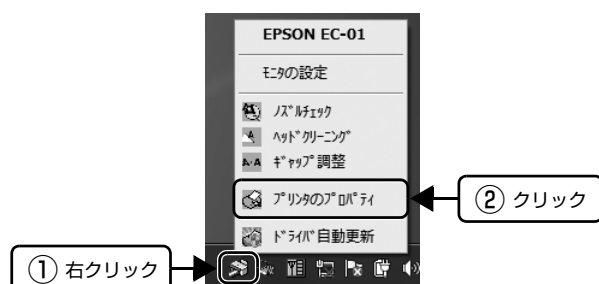 EPSON EC-01
ﾓﾆﾀの設定
ﾉｽﾞﾙﾁｪｯｸ
ﾍｯﾄﾞｸﾘｰﾆﾝｸﾞ
ｷﾞｬｯﾌﾟ調整
ﾌﾟﾘﾝﾀのﾌﾟﾛﾊﾟﾃｨ
② クリック
ﾄﾞﾗｲﾊﾞ自動更新
① 右クリック